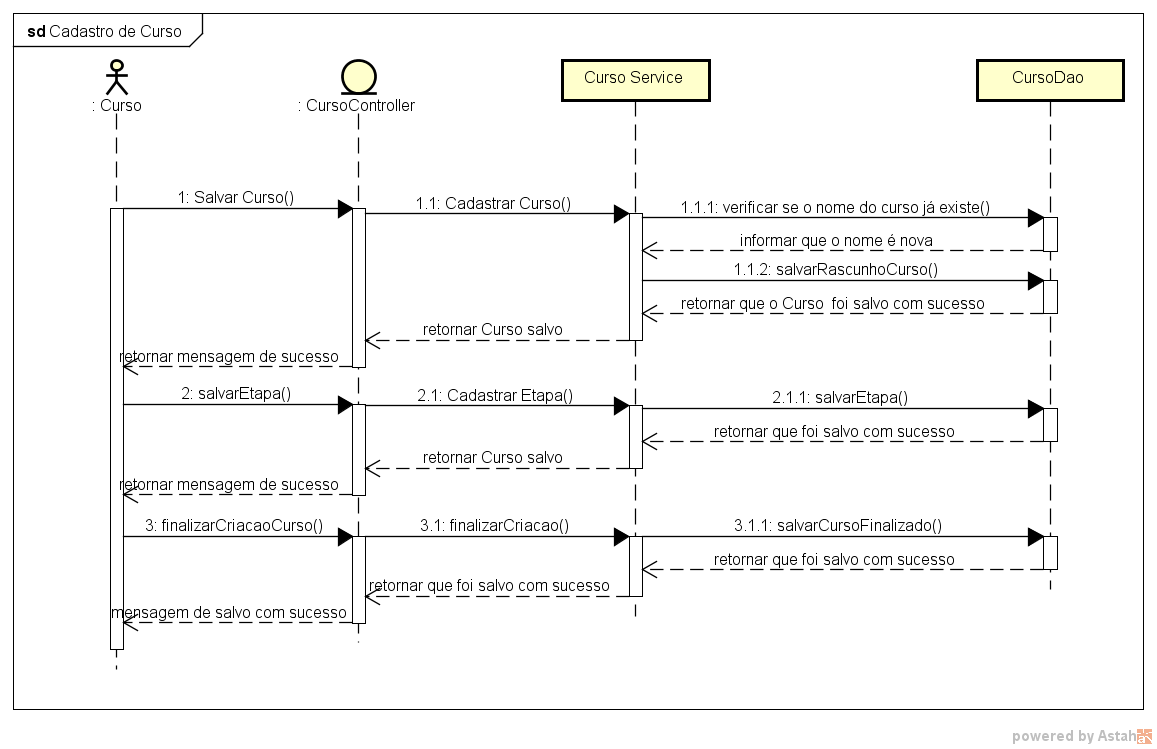 sd Cadastro de Curso
: Curso
: CursoController
Curso Service
CursoDao
1: Salvar Curso()
1.1: Cadastrar Curso()
1.1.1: verificar se o nome do curso já existe()
informar que o nome é nova
1.1.2: salvarRascunhoCurso()
retornar que o Curso foi salvo com sucesso
retornar Curso salvo
retornar mensagem de sucesso
2: salvarEtapa()
2.1: Cadastrar Etapa()
2.1.1: salvarEtapa()
retornar que foi salvo com sucesso
retornar Curso salvo
retornar mensagem de sucesso
3: finalizarCriacaoCurso()
3.1: finalizarCriacao()
3.1.1: salvarCursoFinalizado()
retornar que foi salvo com sucesso
retornar que foi salvo com sucesso
mensagem de salvo com sucesso
powered by Astah